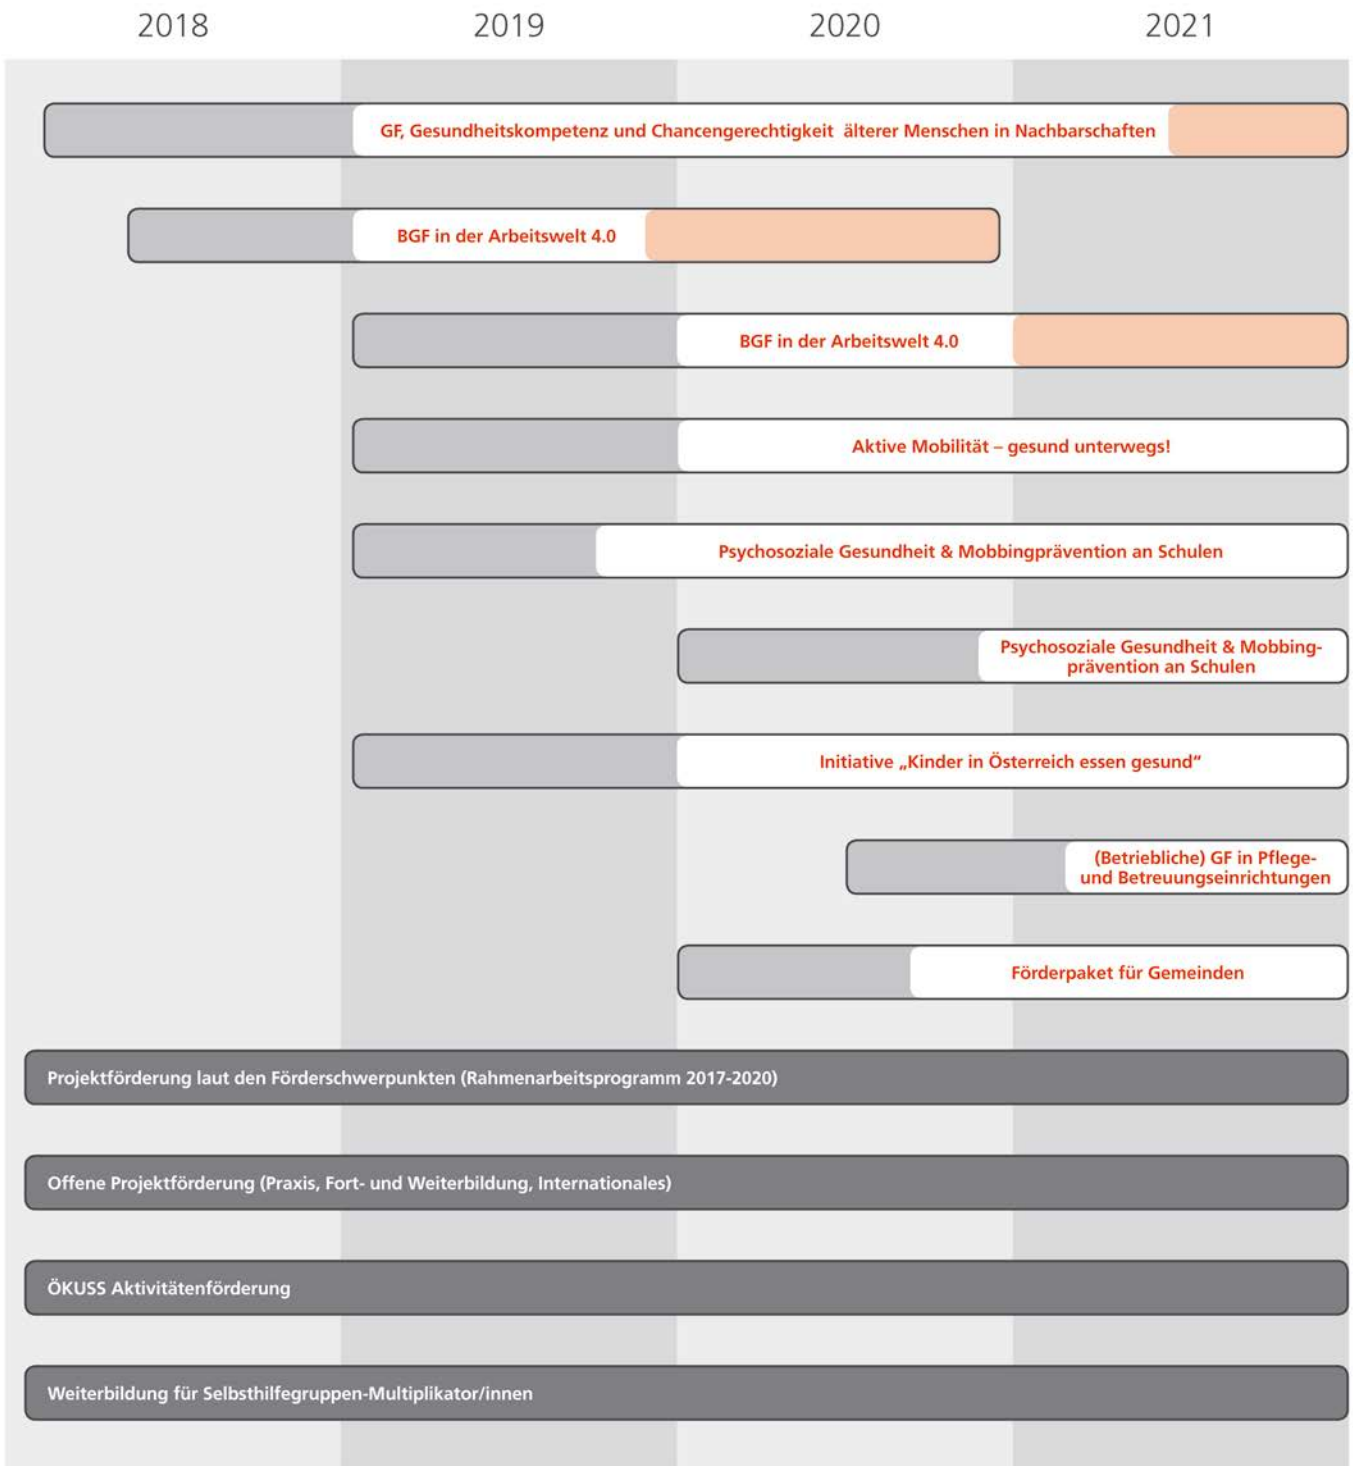 2018 2019 2020 2021
GF, Gesundheitskompetenz und Chancengerechtigkeit älterer Menschen in Nachbarschaften
BGF in der Arbeitswelt 4.0
BGF in der Arbeitswelt 4.0
Aktive Mobilität – gesund unterwegs!
Psychosoziale Gesundheit & Mobbingprävention an Schulen
Psychosoziale Gesundheit & Mobbing-
prävention an Schulen
Initiative „Kinder in Österreich essen gesund“
(Betriebliche) GF in Pflege-
und Betreuungseinrichtungen
Förderpaket für Gemeinden
Projektförderung laut den Förderschwerpunkten (Rahmenarbeitsprogramm 2017-2020)
Offene Projektförderung (Praxis, Fort- und Weiterbildung, Internationales)
ÖKUSS Aktivitätenförderung
Weiterbildung für Selbsthilfegruppen-Multiplikator/innen